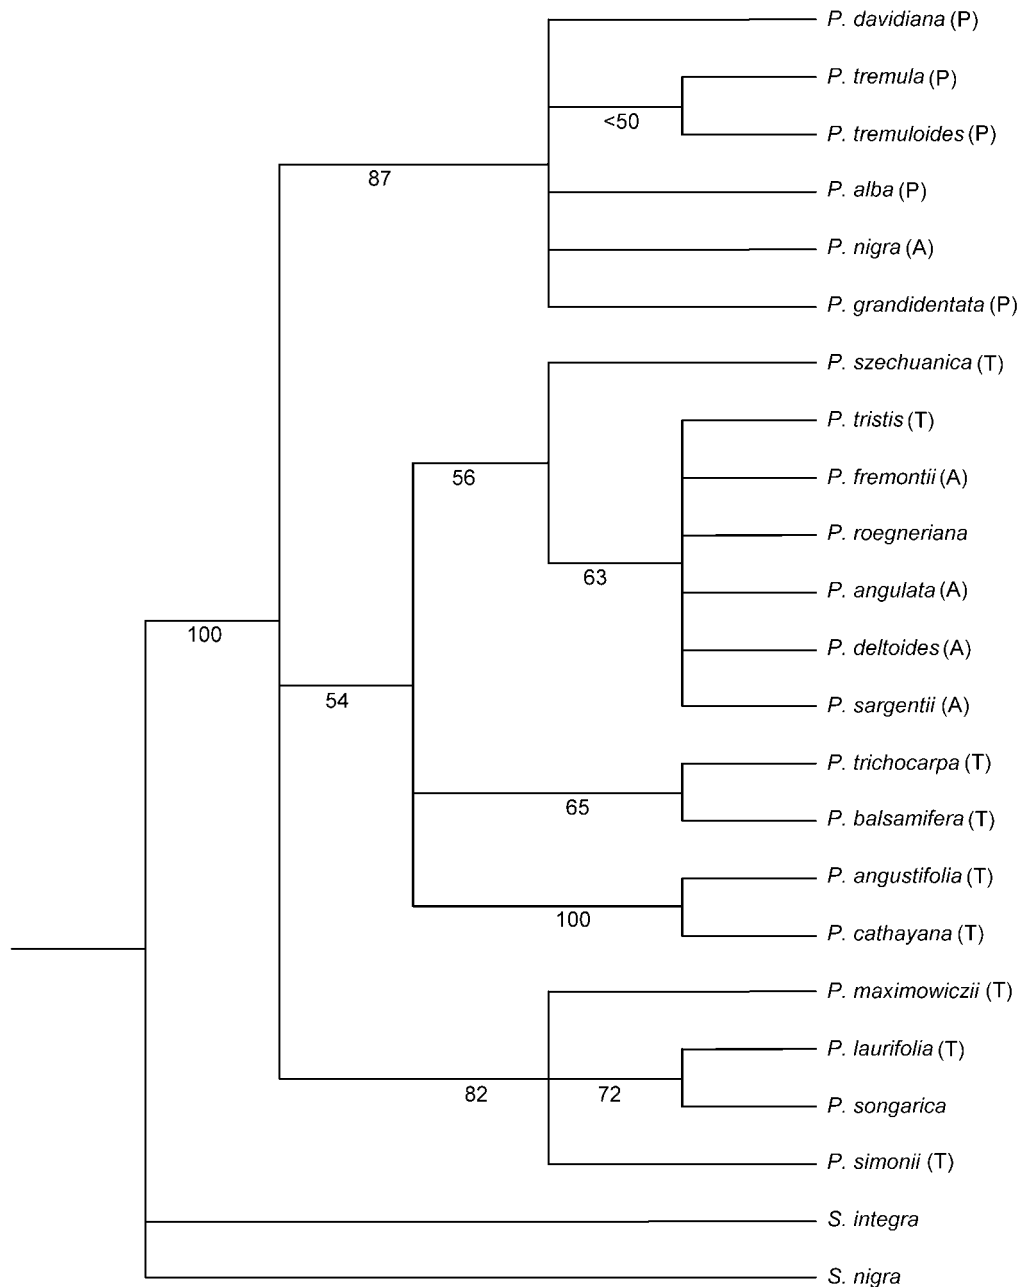 P. davidiana (P)
P. tremula (P)
<50
P. tremuloides (P)
87
P. alba (P)
P. nigra (A)
P. grandidentata (P)
P. szechuanica (T)
P. tristis (T)
56
P. fremontii (A)
P. roegneriana
63
P. angulata (A)
100
P. deltoides (A)
54
P. sargentii (A)
P. trichocarpa (T)
65
P. balsamifera (T)
P. angustifolia (T)
100
P. cathayana (T)
P. maximowiczii (T)
P. laurifolia (T)
82 72
P. songarica
P. simonii (T)
S. integra
S. nigra